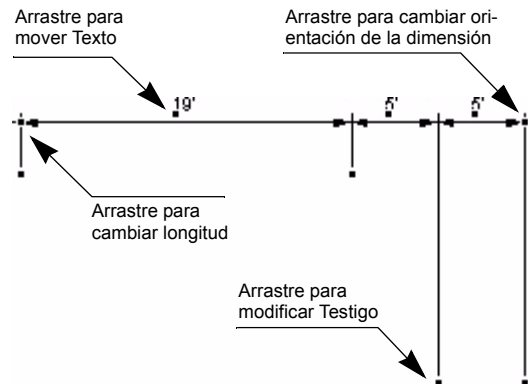 Arrastre para
mover Texto
Arrastre para cambiar ori-
entación de la dimensión
19'
5'
5'
Arrastre para
cambiar longitud
Arrastre para
modificar Testigo